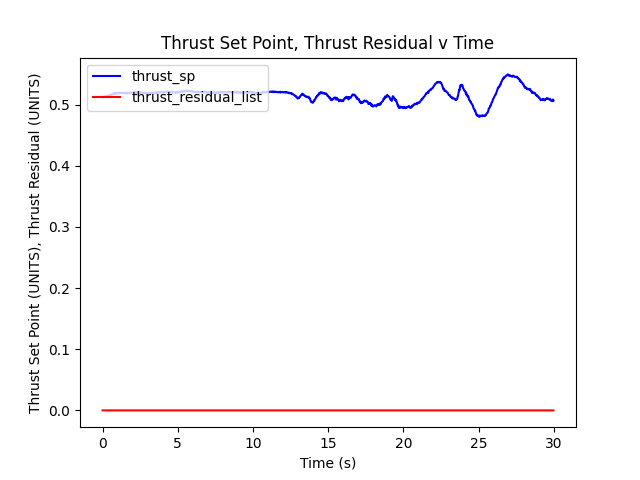 Thrust Set Point, Thrust Residual v Time
thrust_sp
thrust_residual_list
Thrust Set Point (UNITS), Thrust Residual (UNITS)
0.5
0.4
0.3
0.2
0.1
0.0
0 5 10 15 20 25 30
Time (s)